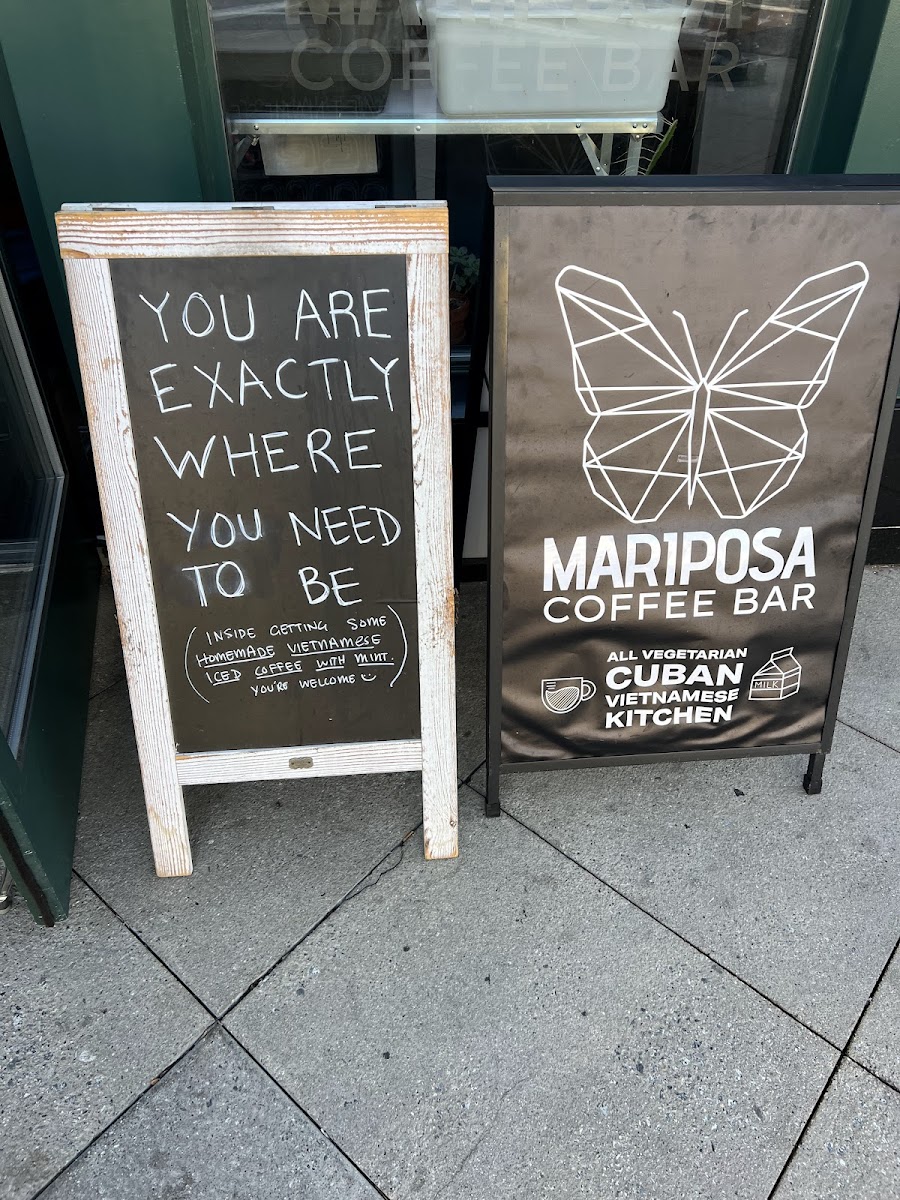 COFFEE BAR
YOU ARE
EXACTLY
WHERE
YOU NEED
TO BE
(INSIDE GETTING SOME
HOMEMADE VIETNAMESE
ICED COFFEE WITH MINT.
YOU'RE WELCOME☺)
MARIPOSA
COFFEE BAR
ALL VEGETARIAN
CUBAN
VIETNAMESE
KITCHEN
MILK